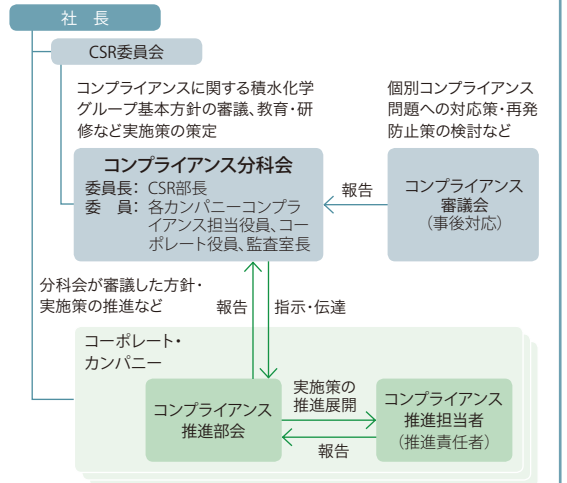 社 長
CSR委員会
コンプライアンスに関する積水化学
グループ基本方針の審議、教育・研
修など実施策の策定
個別コンプライアンス
問題への対応策・再発
防止策の検討など
コンプライアンス分科会
委員長： CSR部長
委　員： 各カンパニーコンプラ
イアンス担当役員、コー
ポレート役員、監査室長
報告
コンプライアンス
審議会
（事後対応）
分科会が審議した方針・
実施策の推進など
報告
指示・伝達
コーポレート・
カンパニー
コンプライアンス
推進部会
実施策の
推進展開
報告
コンプライアンス
推進担当者
（推進責任者）